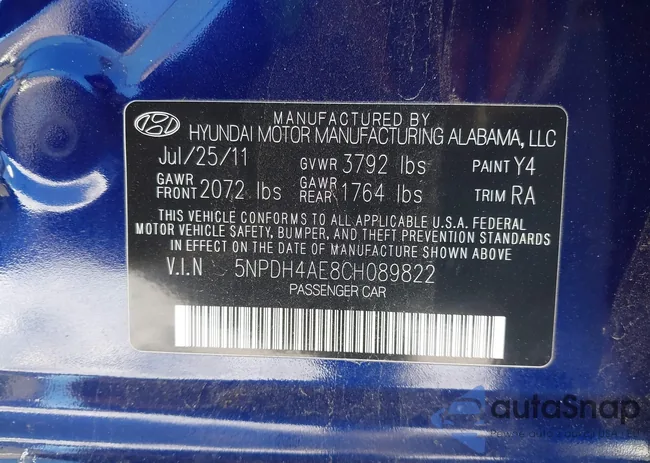 MANUFACTURED BY
HYUNDAI MOTOR MANUFACTURING ALABAMA, LLC
Jul/25/11 GVWR 3792 lbs PAINT Y4
GAWR FRONT 2072 lbs GAWR REAR 1764 lbs TRIM RA
THIS VEHICLE CONFORMS TO ALL APPLICABLE U.S.A. FEDERAL
MOTOR VEHICLE SAFETY, BUMPER, AND THEFT PREVENTION STANDARDS
IN EFFECT ON THE DATE OF MANUFACTURE SHOWN ABOVE
V.I.N 5NPDH4AE8CH089822
PASSENGER CAR
autoSnap